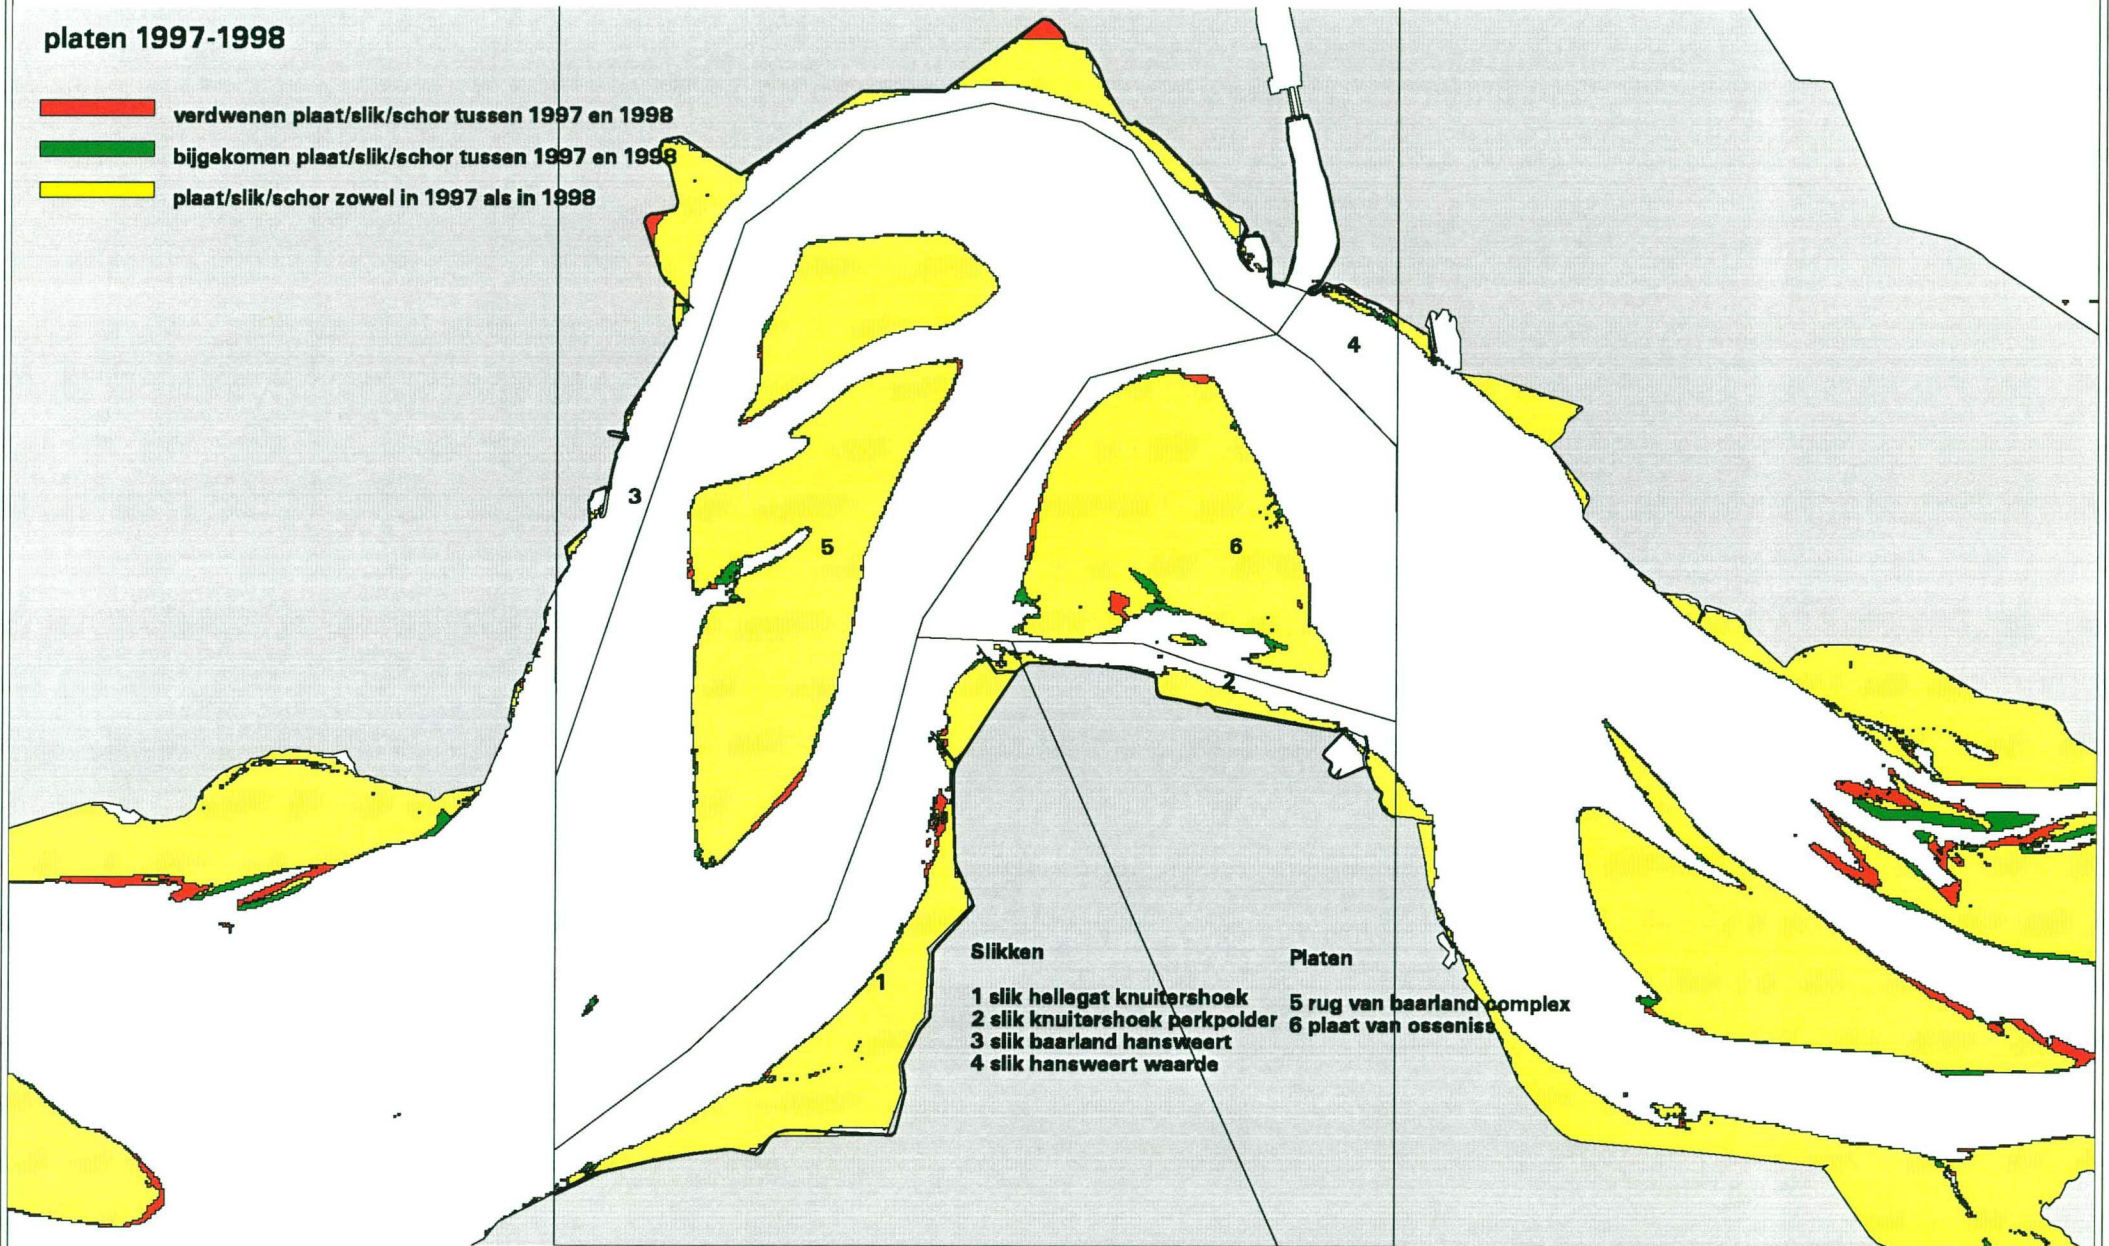 platen 1997-1998
verdwenen plaat/slik/schor tussen 1997 en 1998
bijgekomen plaat/slik/schor tussen 1997 en 1998
plaat/slik/schor zowel in 1997 als in 1998
4
3
5
6
2
1
Slikken
1 slik hellegat knuitershoek
2 slik knuitershoek perkpolder
3 slik baarland hansweert
4 slik hansweert waarde
Platen
5 rug van baarland complex
6 plaat van ossenisse